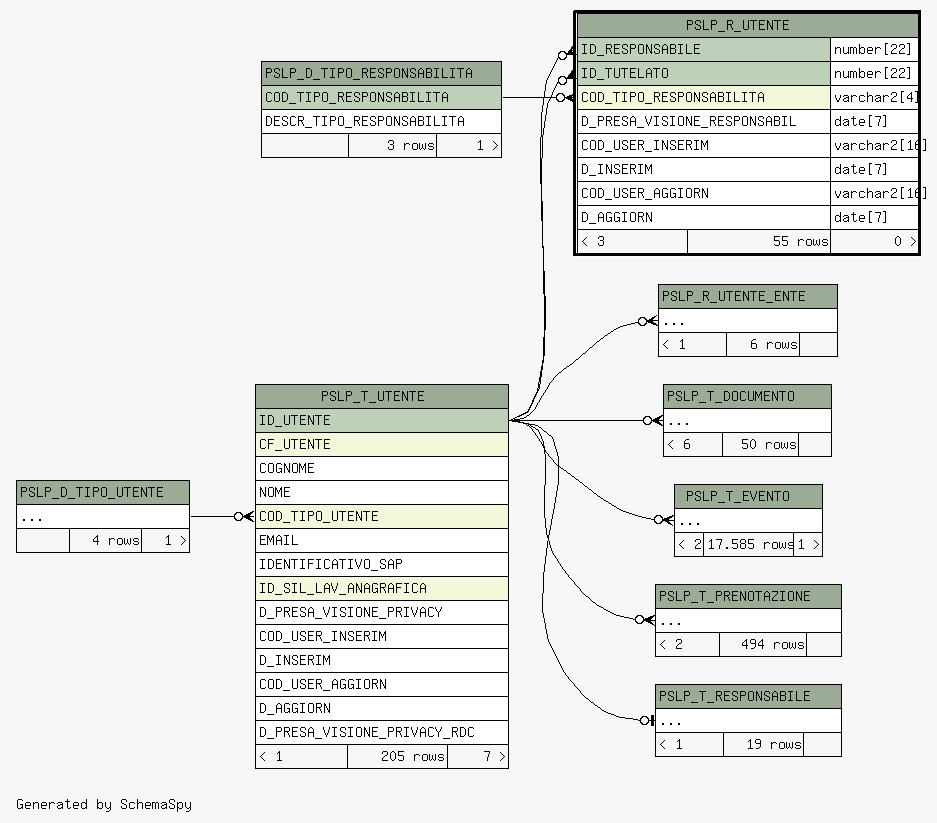 PSLP_R_UTENTE
ID_RESPONSABILE number[22]
ID_TUTELATO number[22]
COD_TIPO_RESPONSABILITA varchar2[4]
D_PRESA_VISIONE_RESPONSABIL date[7]
COD_USER_INSERIM varchar2[16]
D_INSERIM date[7]
COD_USER_AGGIORN varchar2[16]
D_AGGIORN date[7]
< 3 55 rows 0 >
PSLP_D_TIPO_RESPONSABILITA
COD_TIPO_RESPONSABILITA
DESCR_TIPO_RESPONSABILITA
3 rows 1 >
PSLP_R_UTENTE_ENTE
...
< 1 6 rows
PSLP_T_UTENTE
ID_UTENTE
CF_UTENTE
COGNOME
NOME
COD_TIPO_UTENTE
EMAIL
IDENTIFICATIVO_SAP
ID_SIL_LAV_ANAGRAFICA
D_PRESA_VISIONE_PRIVACY
COD_USER_INSERIM
D_INSERIM
COD_USER_AGGIORN
D_AGGIORN
D_PRESA_VISIONE_PRIVACY_RDC
< 1 205 rows 7 >
PSLP_T_DOCUMENTO
...
< 6 50 rows
PSLP_D_TIPO_UTENTE
...
4 rows 1 >
PSLP_T_EVENTO
...
< 2 17.585 rows 1 >
PSLP_T_PRENOTAZIONE
...
< 2 494 rows
PSLP_T_RESPONSABILE
...
< 1 19 rows
Generated by SchemaSpy